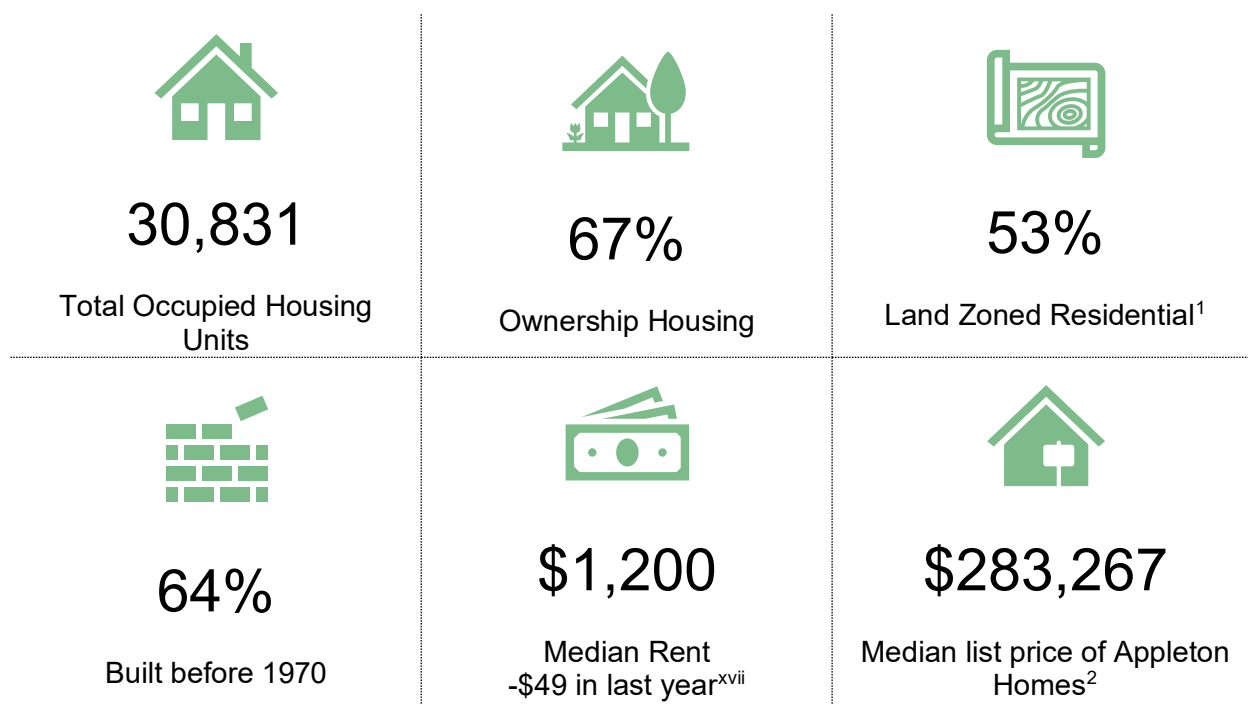 30,831
Total Occupied Housing
Units
67%
Ownership Housing
53%
Land Zoned Residential¹
64%
Built before 1970
$1,200
Median Rent
-$49 in last yearˣᵛⁱⁱ
$283,267
Median list price of Appleton
Homes²